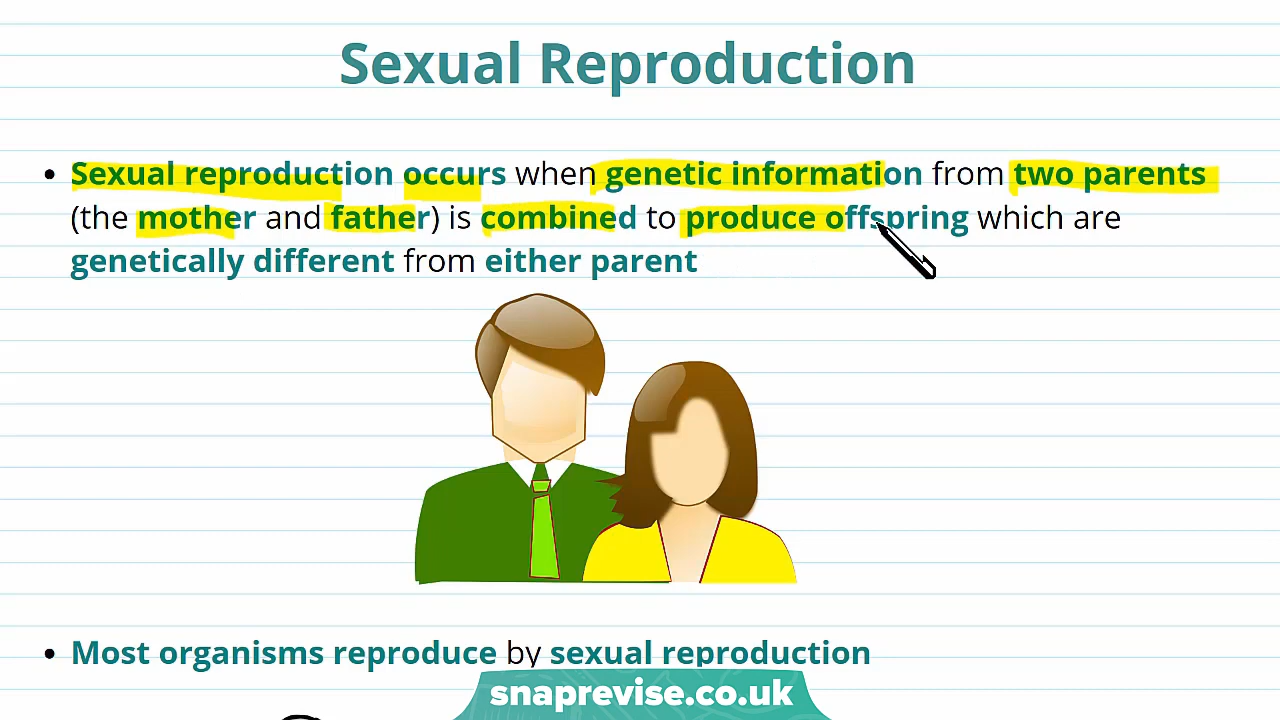 Sexual Reproduction
• Sexual reproduction occurs when genetic information from two parents
(the mother and father) is combined to produce offspring which are
genetically different from either parent
• Most organisms reproduce by sexual reproduction
snaprevise.co.uk